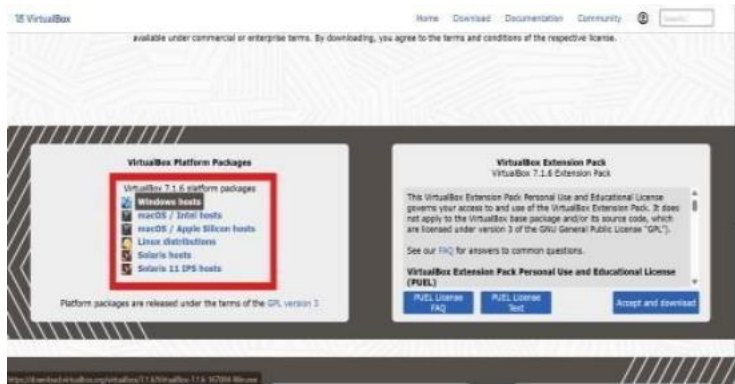 VirtualBox
Home Download Documentation Community
available under commercial or enterprise terms. By downloading, you agree to the terms and conditions of the respective license.
VirtualBox Platform Packages
VirtualBox 7.1.6 platform packages
Windows hosts
macOS / Intel hosts
macOS / Apple Silicon hosts
Linux distributions
Solaris hosts
Solaris 11 IPS hosts
Platform packages are released under the terms of the GPL version 3
VirtualBox Extension Pack
VirtualBox 7.1.6 Extension Pack
This VirtualBox Extension Pack Personal Use and Educational License
governs your access to and use of the VirtualBox Extension Pack. It does
not apply to the VirtualBox base package and/or its source code, which
are licensed under version 3 of the GNU General Public License "GPL").
See our FAQ for answers to common questions.
VirtualBox Extension Pack Personal Use and Educational License
(PUEL)
PUEL License
FAQ
PUEL License
Text
Accept and download